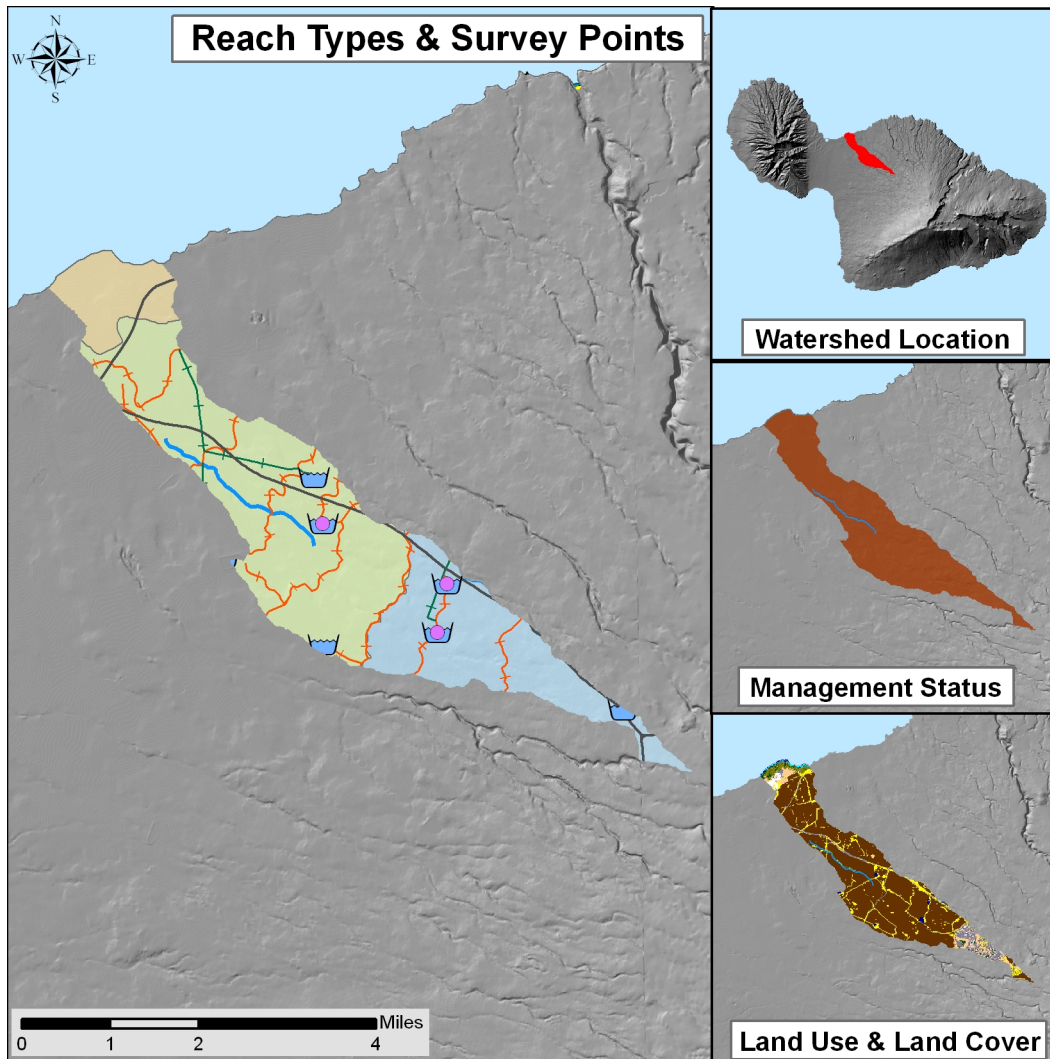 Reach Types & Survey Points
N
W E
S
Watershed Location
Management Status
Land Use & Land Cover
Miles
0 1 2 4